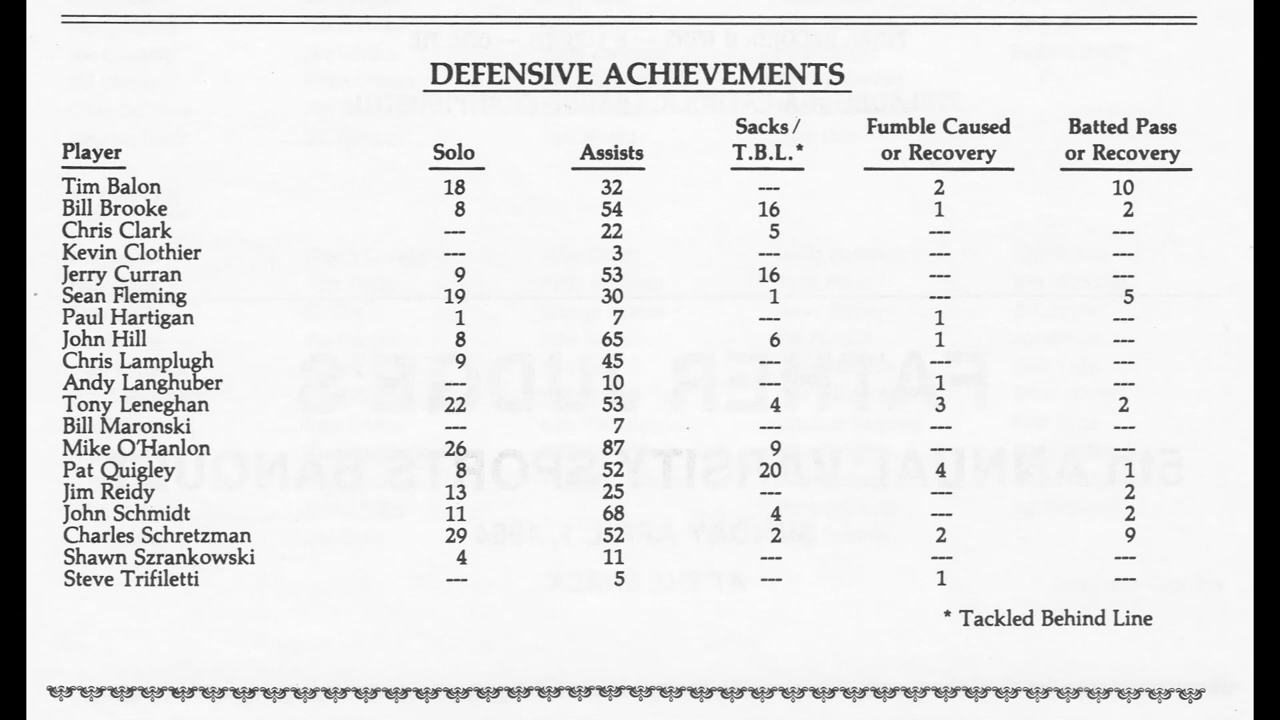 DEFENSIVE ACHIEVEMENTS
Sacks / Fumble Caused Batted Pass
Player Solo Assists T.B.L.* or Recovery or Recovery
Tim Balon 18 32 --- 2 10
Bill Brooke 8 54 16 1 2
Chris Clark --- 22 5 --- ---
Kevin Clothier --- 3 --- --- ---
Jerry Curran 9 53 16 --- ---
Sean Fleming 19 30 1 --- 5
Paul Hartigan 1 7 --- 1 ---
John Hill 8 65 6 1 ---
Chris Lamplugh 9 45 --- --- ---
Andy Langhuber --- 10 --- 1 ---
Tony Leneghan 22 53 4 3 2
Bill Maronski --- 7 --- --- ---
Mike O'Hanlon 26 87 9 --- ---
Pat Quigley 8 52 20 4 1
Jim Reidy 13 25 --- --- 2
John Schmidt 11 68 4 --- 2
Charles Schretzman 29 52 2 2 9
Shawn Szrankowski 4 11 --- --- ---
Steve Trifiletti --- 5 --- 1 ---
* Tackled Behind Line